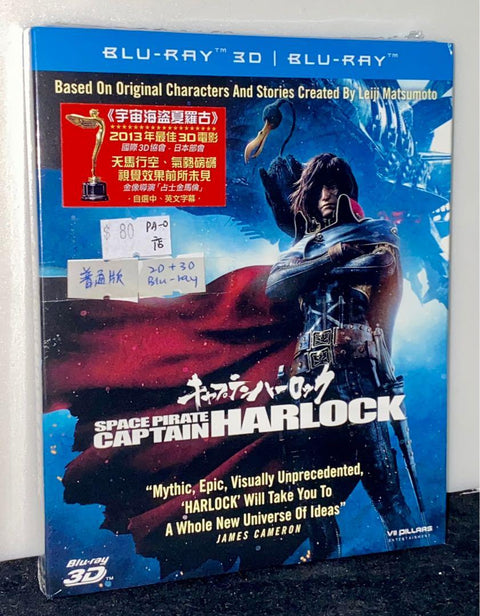 BLU-RAY™ 3D | BLU-RAY™
Based On Original Characters And Stories Created By Leiji Matsumoto
《宇宙海盜夏羅古》
2013年最佳3D電影
國際3D協會 - 日本部會
天馬行空、氣勢磅礴
視覺效果前所未見
金像導演「占士金馬倫」
- 自選中、英文字幕 -
$ 80
PA-0
店
普通版
2D + 3D
Blu-ray
キャプテンハーロック
SPACE PIRATE
CAPTAIN HARLOCK
“Mythic, Epic, Visually Unprecedented,
‘HARLOCK’ Will Take You To
A Whole New Universe Of Ideas”
JAMES CAMERON
Blu-ray
3D™
VII PILLARS
ENTERTAINMENT